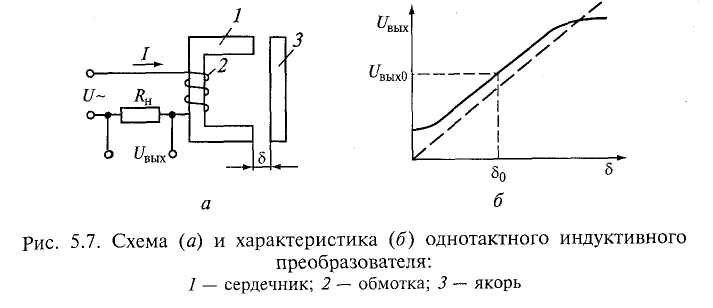 1
I
2
3
U~
Rн
Uвых
δ
а
Uвых
Uвых0
δ0
δ
б
Рис. 5.7. Схема (а) и характеристика (б) однотактного индуктивного
преобразователя:
1 — сердечник; 2 — обмотка; 3 — якорь